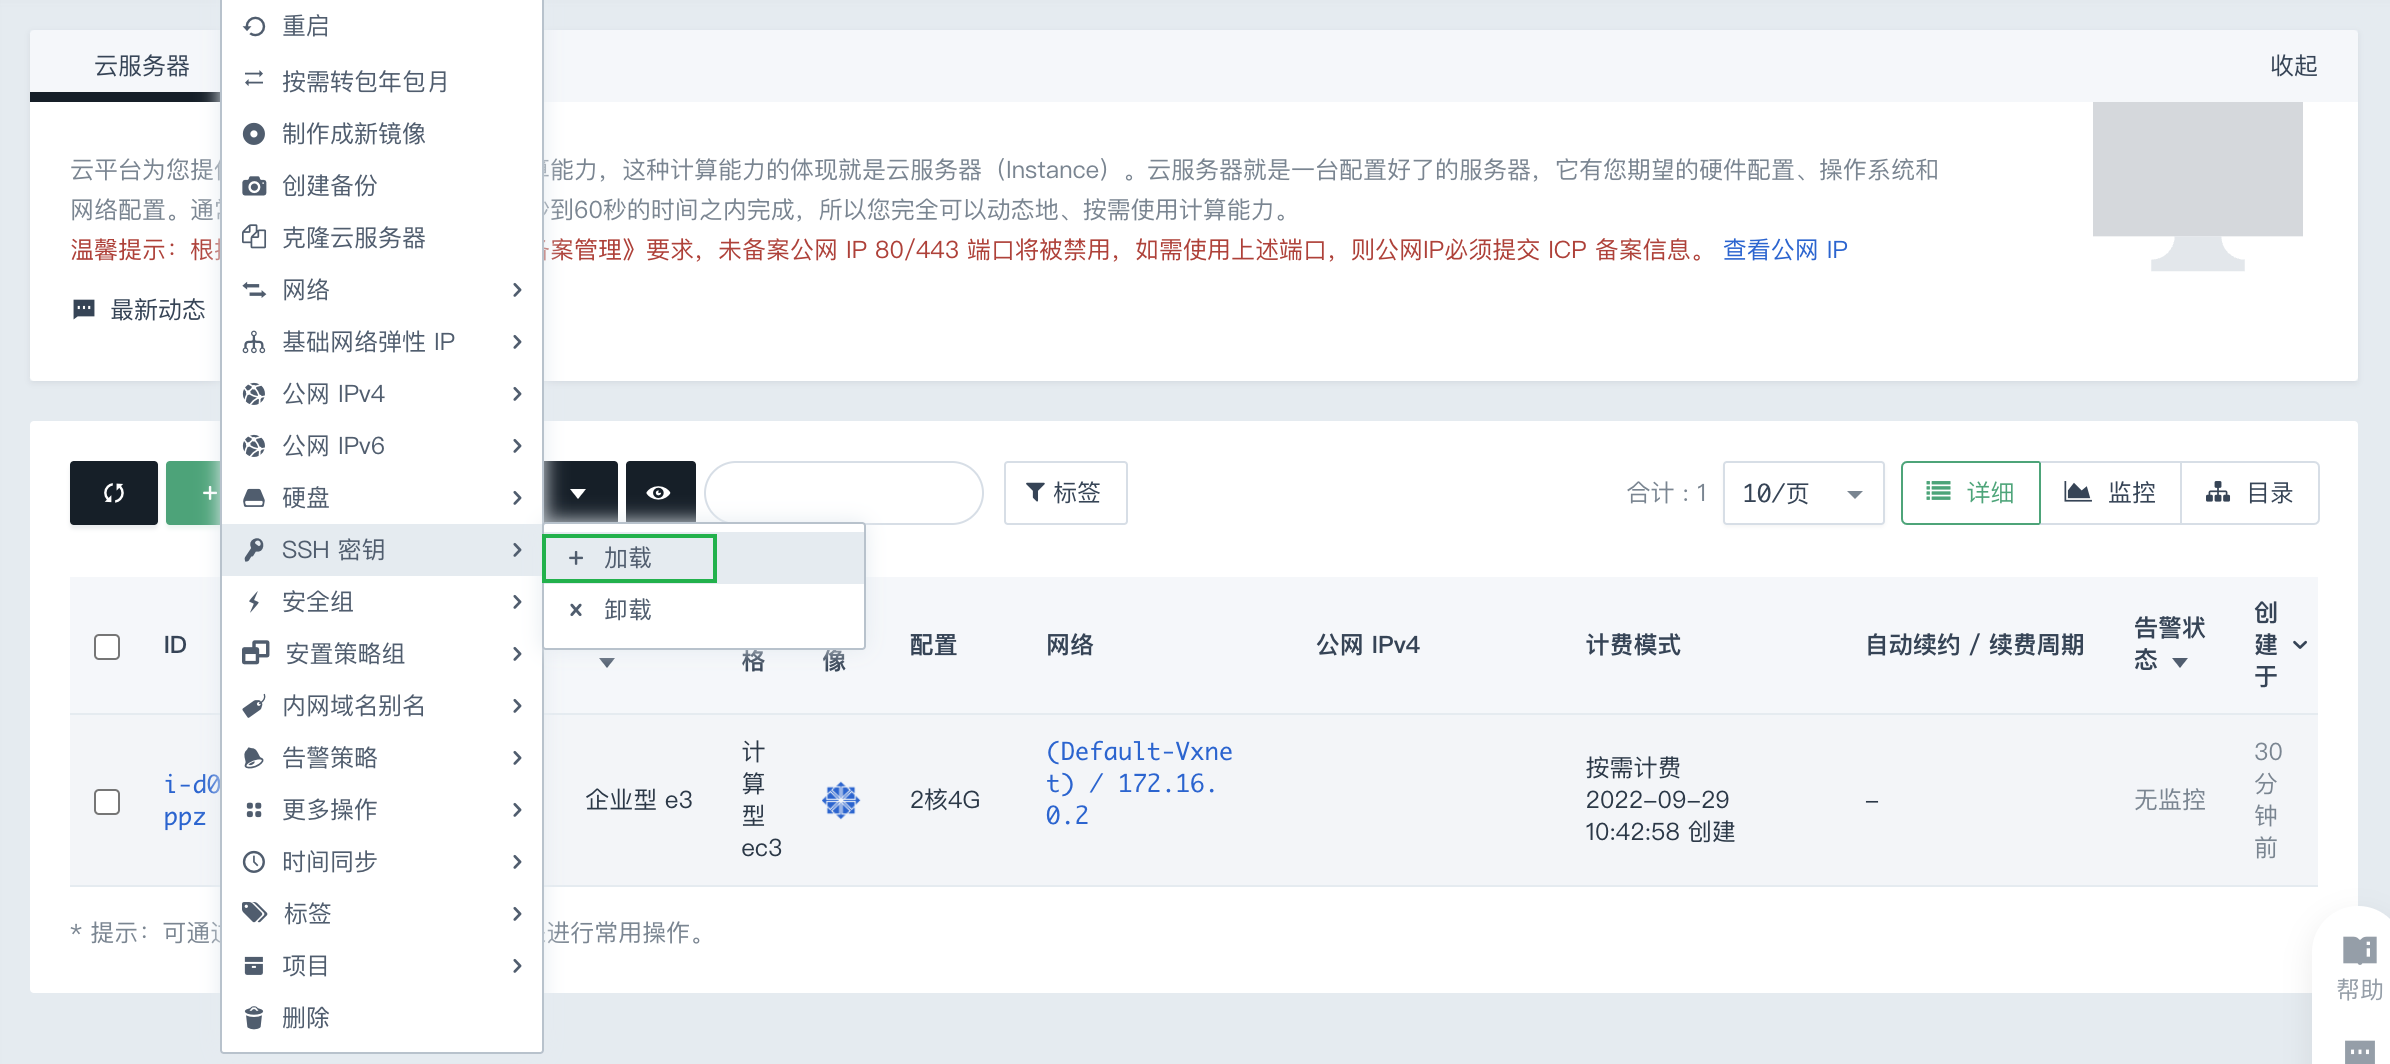 云服务器
收起
重启
按需转包年包月
制作成新镜像
创建备份
克隆云服务器
网络
基础网络弹性 IP
公网 IPv4
公网 IPv6
硬盘
SSH 密钥
安全组
安置策略组
内网域名别名
告警策略
更多操作
时间同步
标签
项目
删除
+ 加载
× 卸载
云平台为您提
能力，这种计算能力的体现就是云服务器（Instance）。云服务器就是一台配置好了的服务器，它有您期望的硬件配置、操作系统和
网络配置。通
到60秒的时间之内完成，所以您完全可以动态地、按需使用计算能力。
温馨提示：根
案管理》要求，未备案公网 IP 80/443 端口将被禁用，如需使用上述端口，则公网IP必须提交 ICP 备案信息。 查看公网 IP
最新动态
+
标签
合计 : 1
10/页
详细
监控
目录
ID
格
像
配置
网络
公网 IPv4
计费模式
自动续约 / 续费周期
告警状
态
创
建
于
i-d0
ppz
企业型 e3
计
算
型
ec3
2核4G
(Default-Vxne
t) / 172.16.
0.2
按需计费
2022-09-29
10:42:58 创建
–
无监控
30
分
钟
前
* 提示：可通
进行常用操作。
帮助